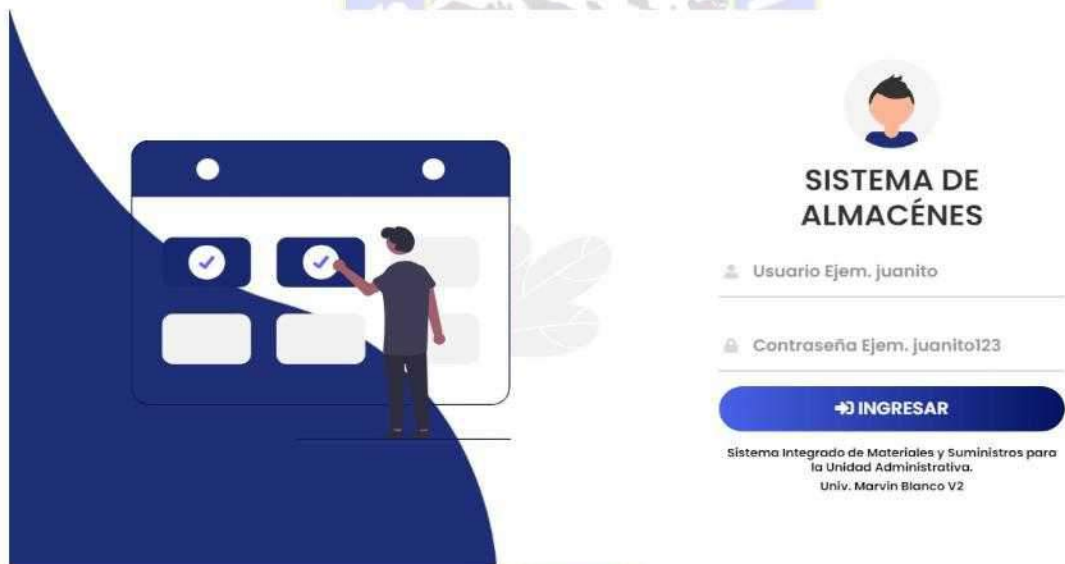 SISTEMA DE
ALMACÉNES
Usuario Ejem. juanito
Contraseña Ejem. juanito123
INGRESAR
Sistema Integrado de Materiales y Suministros para
la Unidad Administrativa.
Univ. Marvin Blanco V2